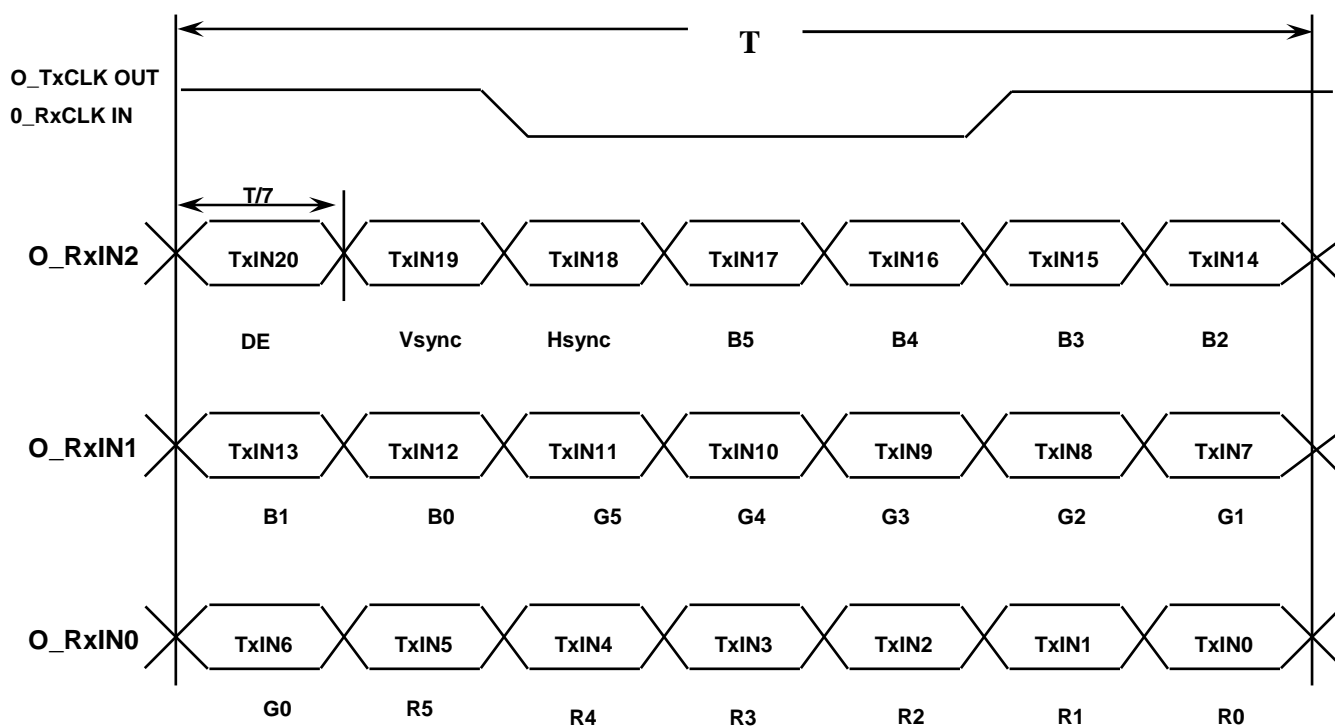 T
O_TxCLK OUT
0_RxCLK IN
T/7
O_RxIN2 TxIN20 TxIN19 TxIN18 TxIN17 TxIN16 TxIN15 TxIN14
DE Vsync Hsync B5 B4 B3 B2
O_RxIN1 TxIN13 TxIN12 TxIN11 TxIN10 TxIN9 TxIN8 TxIN7
B1 B0 G5 G4 G3 G2 G1
O_RxIN0 TxIN6 TxIN5 TxIN4 TxIN3 TxIN2 TxIN1 TxIN0
G0 R5 R4 R3 R2 R1 R0